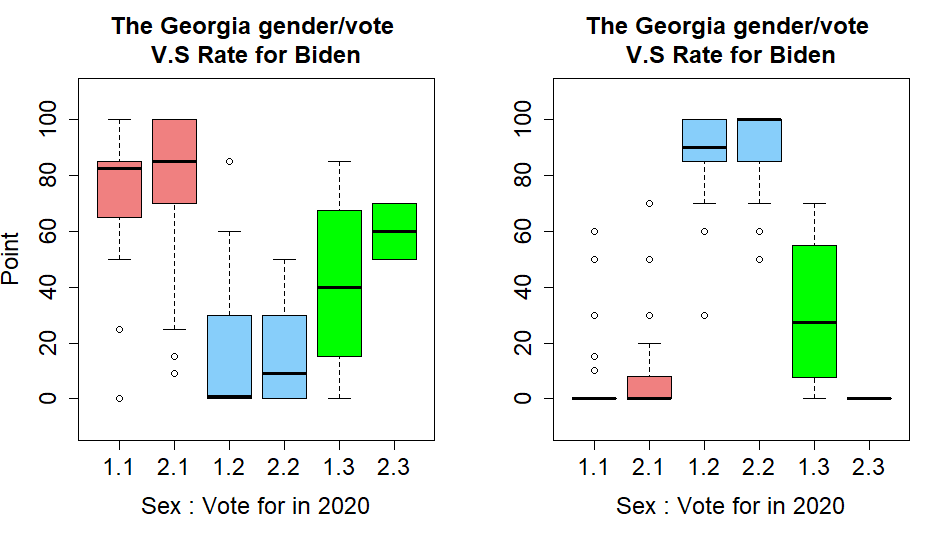 The Georgia gender/vote
V.S Rate for Biden
Point
100
80
60
40
20
0
1.1 2.1 1.2 2.2 1.3 2.3
Sex : Vote for in 2020
The Georgia gender/vote
V.S Rate for Biden
100
80
60
40
20
0
1.1 2.1 1.2 2.2 1.3 2.3
Sex : Vote for in 2020